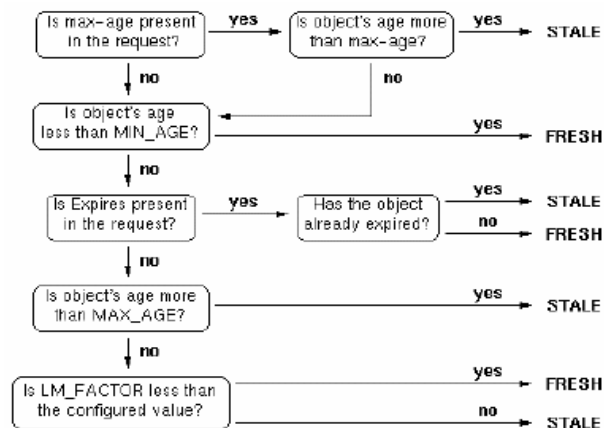 Is max-age present
in the request?
yes
Is object's age more
than max-age?
yes
STALE
no
no
Is object's age
less than MIN_AGE?
yes
FRESH
no
Is Expires present
in the request?
yes
Has the object
already expired?
yes
STALE
no
FRESH
no
Is object's age more
than MAX_AGE?
yes
STALE
no
Is LM_FACTOR less than
the configured value?
yes
FRESH
no
STALE